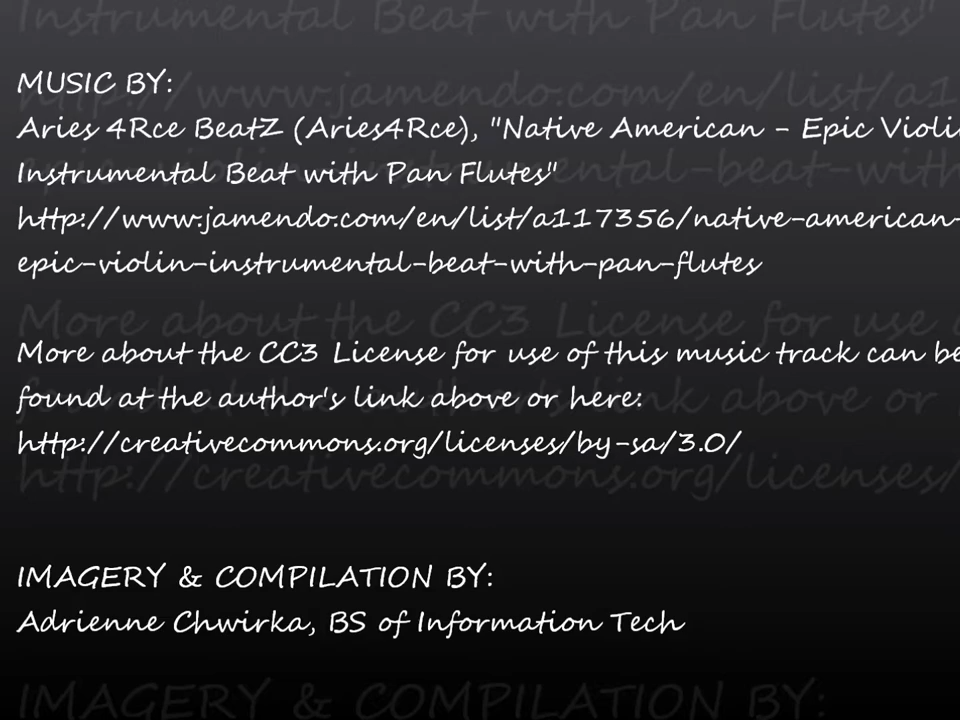 MUSIC BY:
Aries 4Rce BeatZ (Aries4Rce), "Native American - Epic
Instrumental Beat with Pan Flutes"
http://www.jamendo.com/en/list/a117356/native-american-
epic-violin-instrumental-beat-with-pan-flutes
More about the CC3 License for use of this music track can be
found at the author's link above or here:
http://creativecommons.org/licenses/by-sa/3.0/
IMAGERY & COMPILATION BY:
Adrienne Chwirka, BS of Information Tech